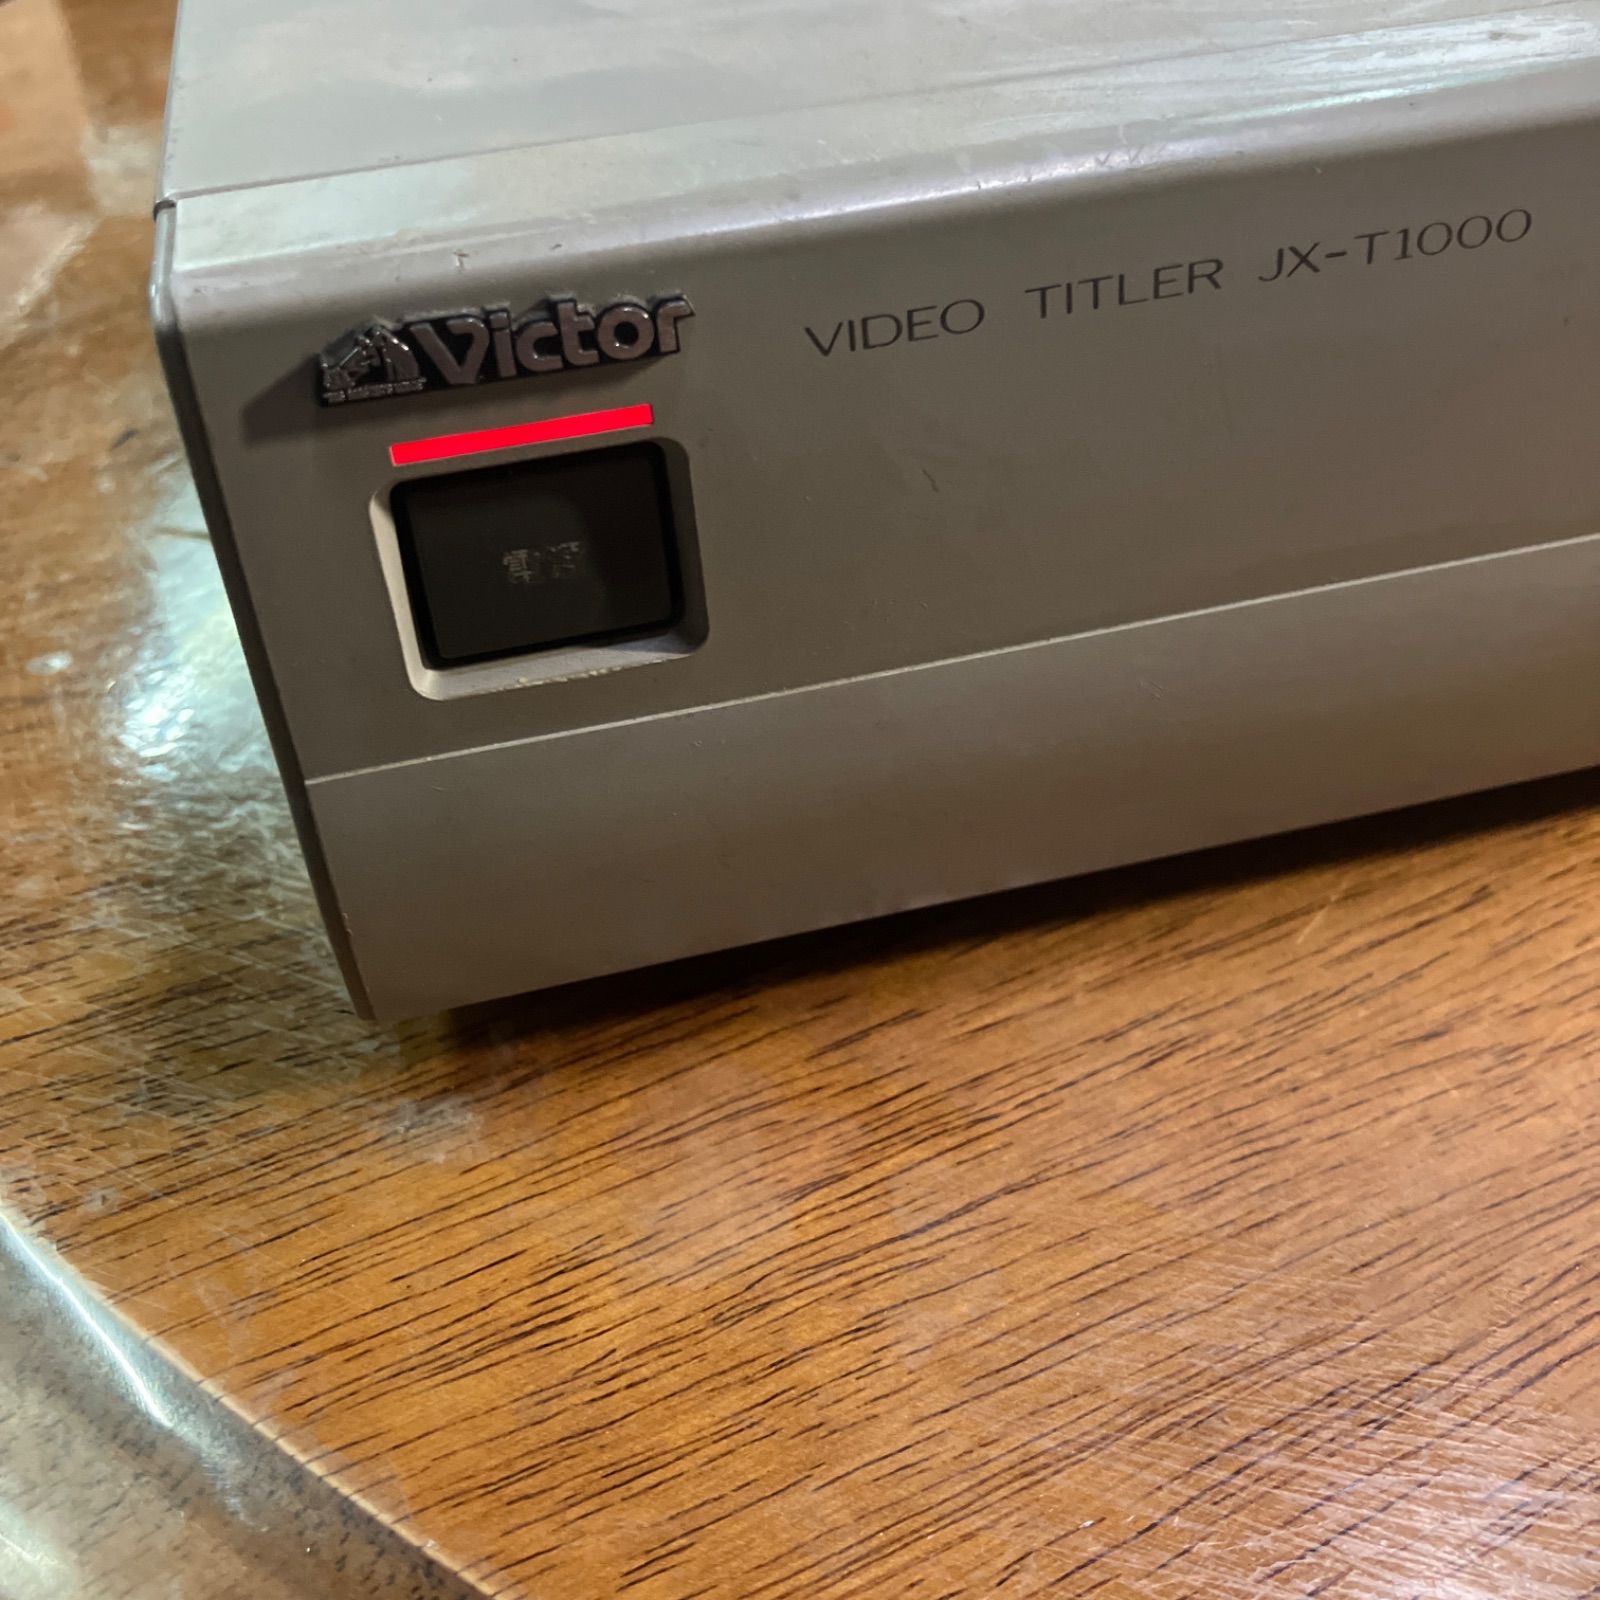 Victor
VIDEO TITLER JX-T1000